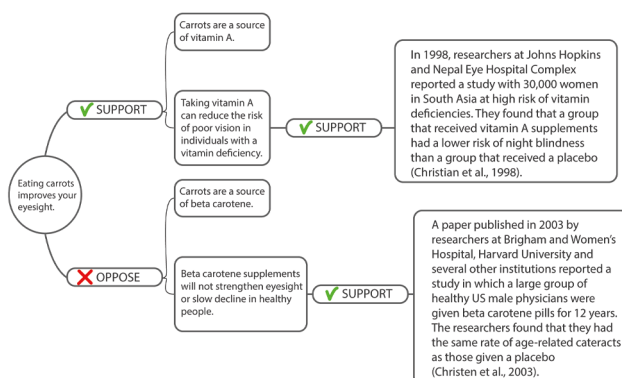 Carrots are a source
of vitamin A.
SUPPORT
Taking vitamin A
can reduce the risk
of poor vision in
individuals with a
vitamin deficiency.
SUPPORT
In 1998, researchers at Johns Hopkins
and Nepal Eye Hospital Complex
reported a study with 30,000 women
in South Asia at high risk of vitamin
deficiencies. They found that a group
that received vitamin A supplements
had a lower risk of night blindness
than a group that received a placebo
(Christian et al., 1998).
Eating carrots
improves your
eyesight.
Carrots are a source
of beta carotene.
OPPOSE
Beta carotene supplements
will not strengthen eyesight
or slow decline in healthy
people.
SUPPORT
A paper published in 2003 by
researchers at Brigham and Women's
Hospital, Harvard University and
several other institutions reported a
study in which a large group of
healthy US male physicians were
given beta carotene pills for 12 years.
The researchers found that they had
the same rate of age-related cateracts
as those given a placebo
(Christen et al., 2003).